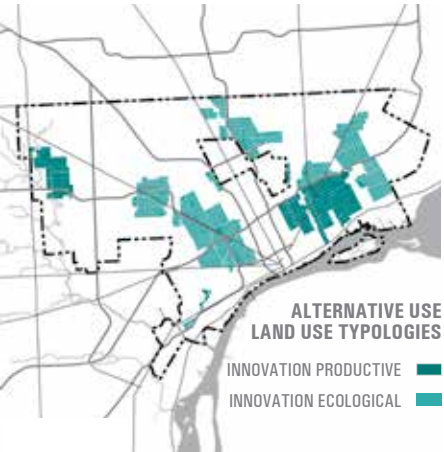 ALTERNATIVE USE
LAND USE TYPOLOGIES
INNOVATION PRODUCTIVE
INNOVATION ECOLOGICAL